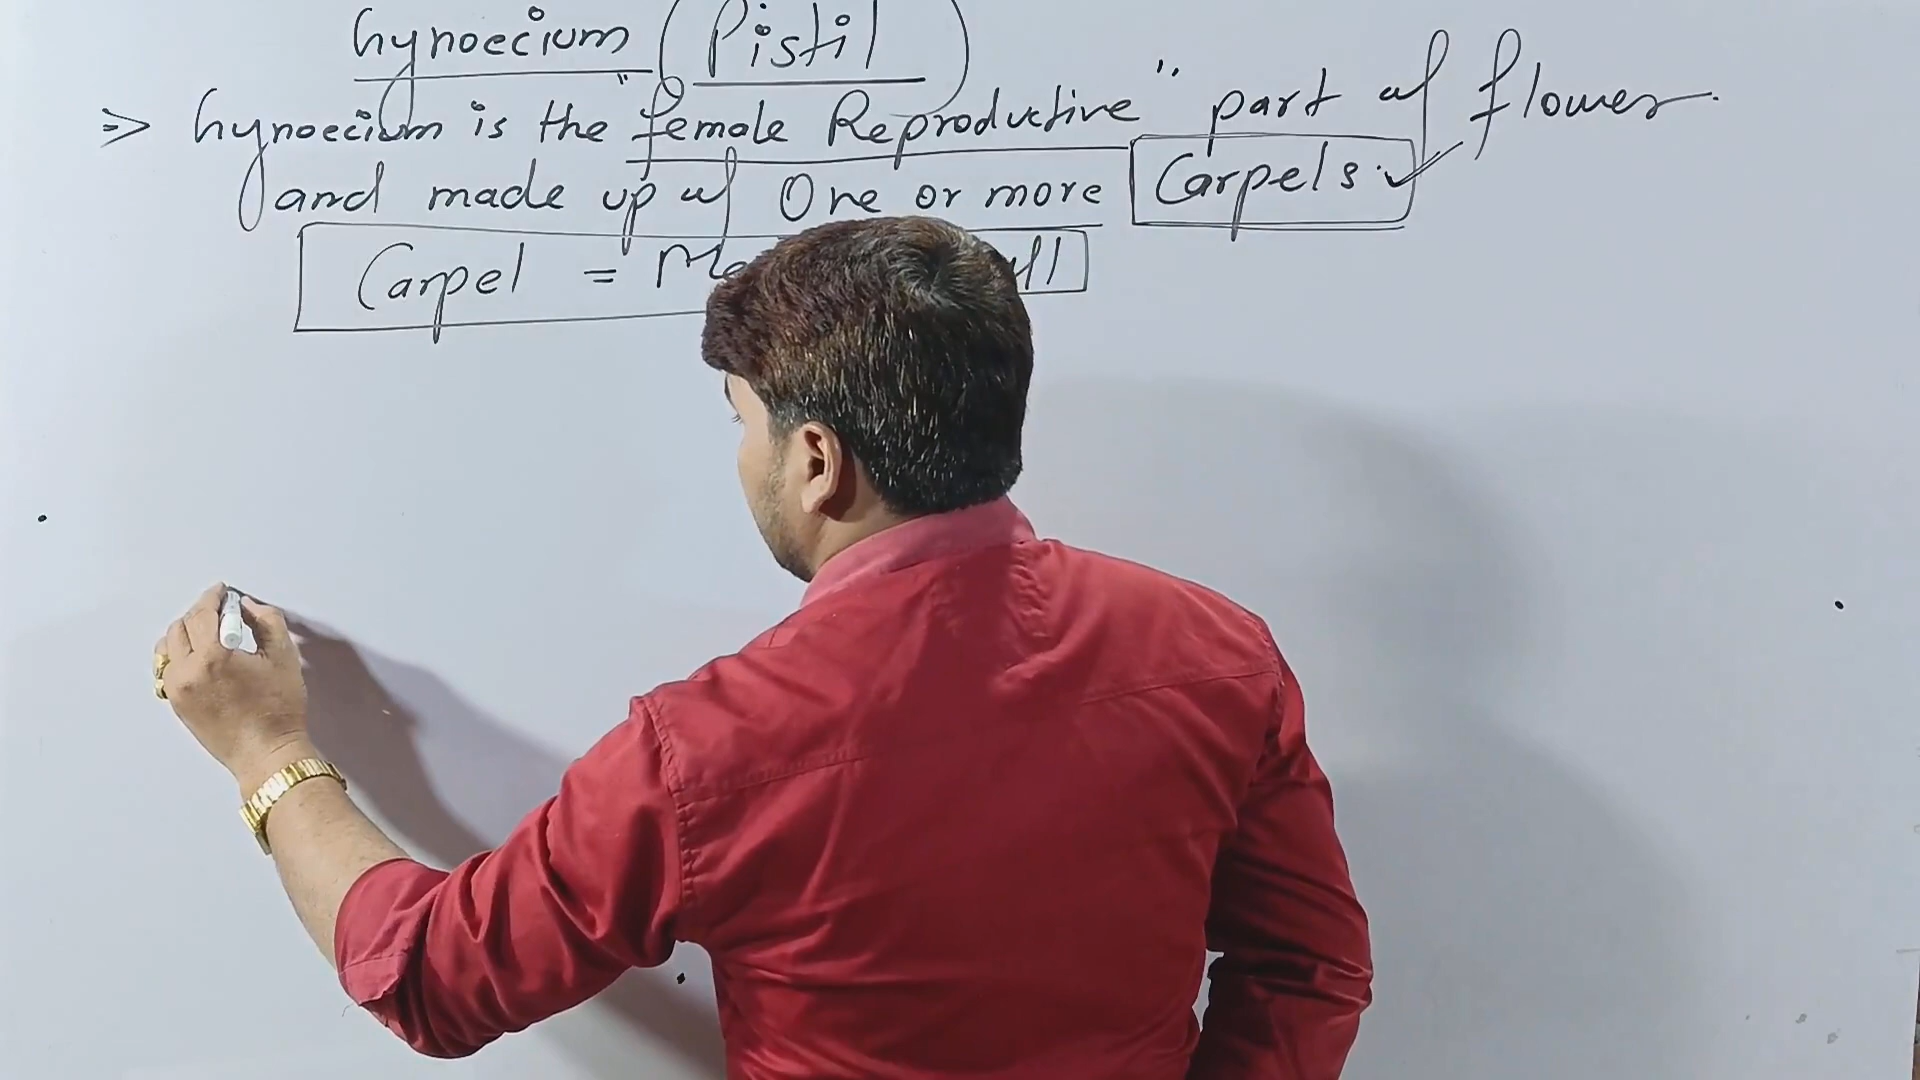 Gynoecium (Pistil)
=> Gynoecium is the "female Reproductive" part of flower.
and made up of One or more Carpels.
Carpel =